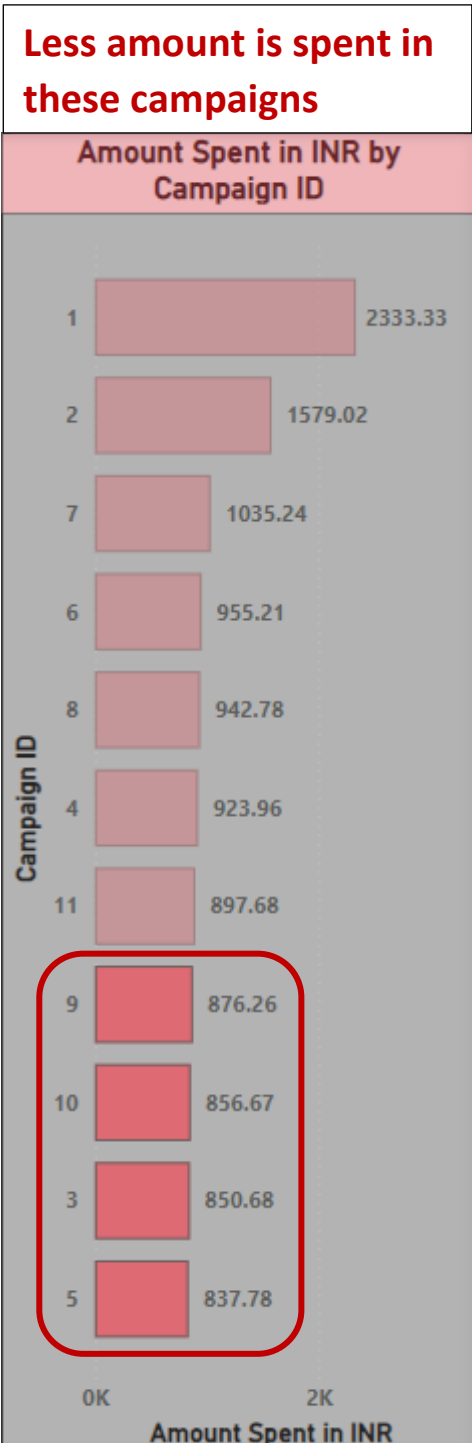 Less amount is spent in
these campaigns
Amount Spent in INR by
Campaign ID
1 2333.33
2 1579.02
7 1035.24
6 955.21
8 942.78
4 923.96
11 897.68
9 876.26
10 856.67
3 850.68
5 837.78
Campaign ID
0K 2K
Amount Spent in INR